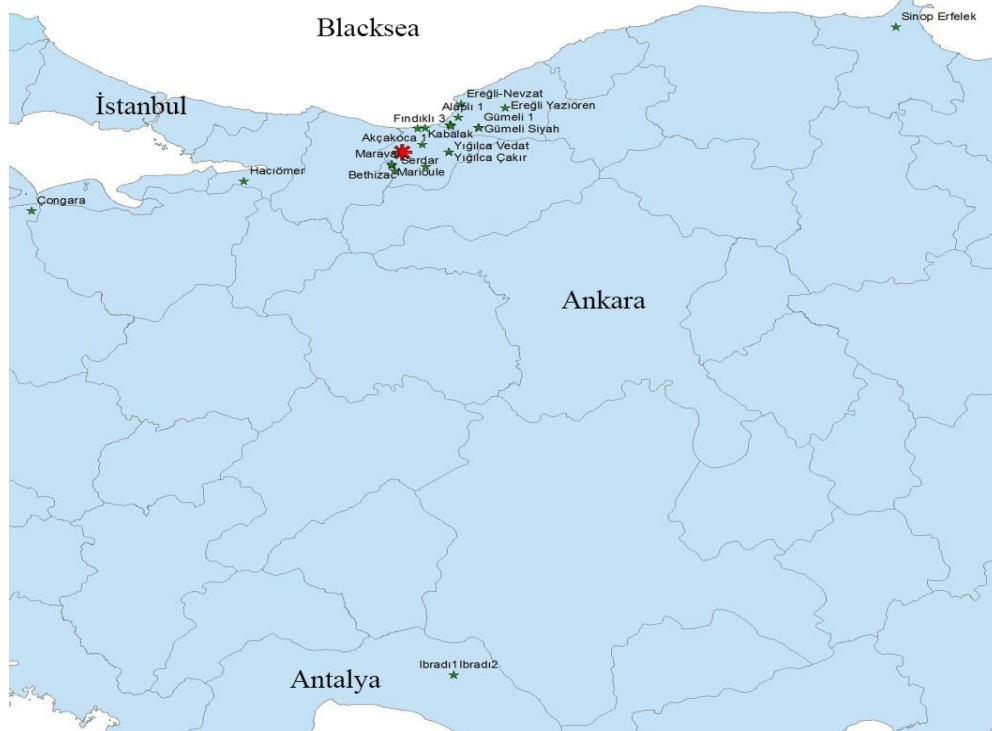 Sinop Erfelek
Blacksea
Ereğli-Nevzat
İstanbul
Alaplı 1
Ereğli Yazıören
Fındıklı 3
Gümeli 1
Gümeli Siyah
Akçakoca 1
Kabalak
Yığılca Vedat
Maraval
Serdar
Yığılca Çakır
Bethizac
Marioule
Hacıömer
Çongara
Ankara
Ibradı1
Ibradı2
Antalya